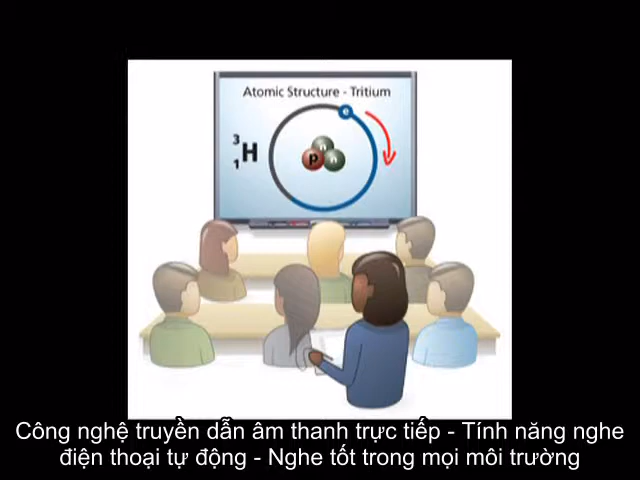 Atomic Structure - Tritium
e
3
1
H
n
p
n
Công nghệ truyền dẫn âm thanh trực tiếp - Tính năng nghe
điện thoại tự động - Nghe tốt trong mọi môi trường